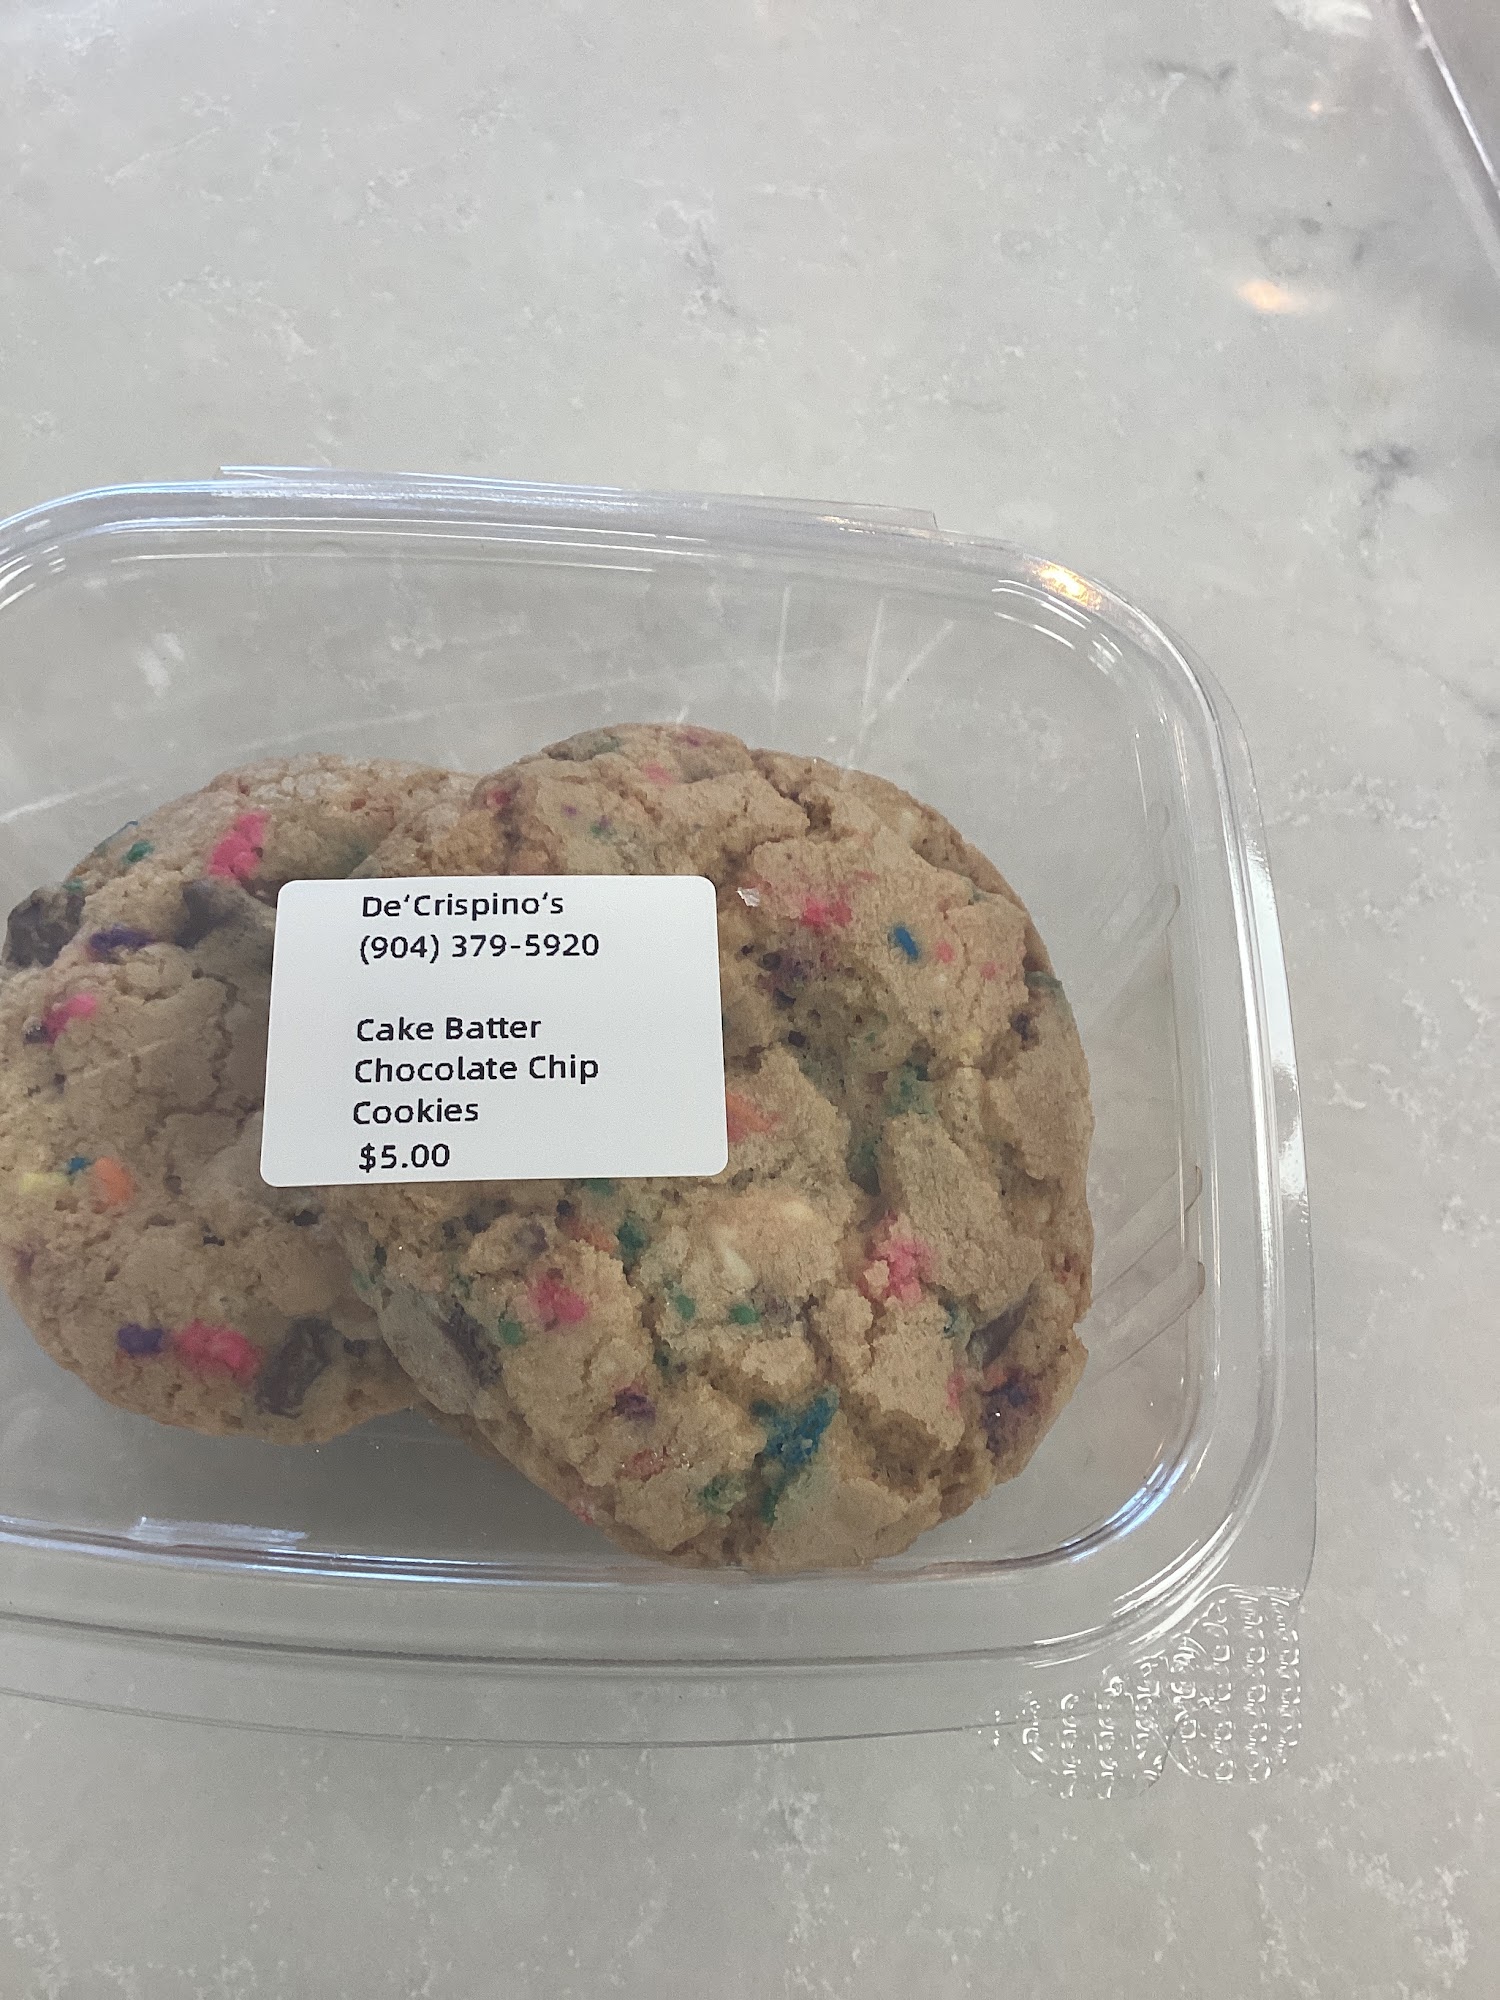 De‘Crispino‘s
(904) 379-5920
Cake Batter
Chocolate Chip
Cookies
$5.00